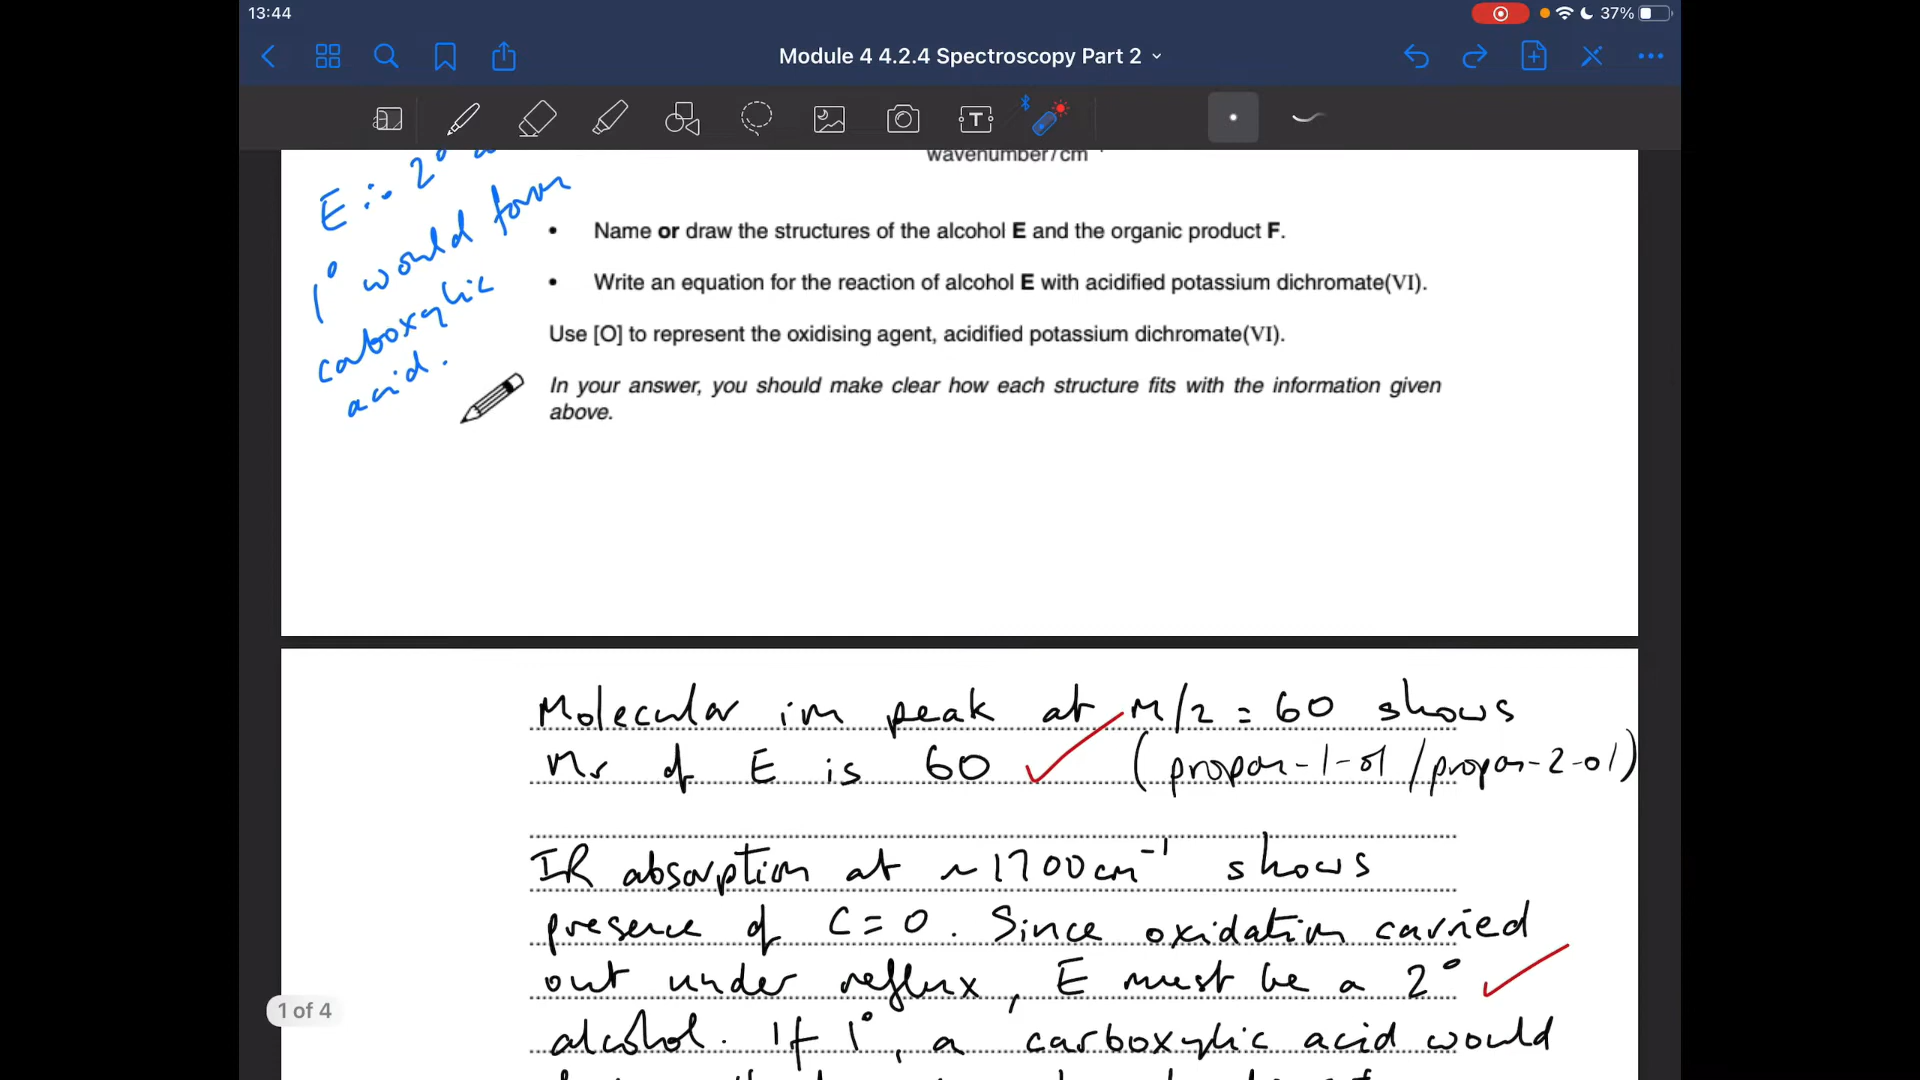 13:44
37%
Module 4 4.2.4 Spectroscopy Part 2
T
wavenumber/cm
E ∴ 2°
1° would form
carboxylic
acid.
• Name or draw the structures of the alcohol E and the organic product F.
• Write an equation for the reaction of alcohol E with acidified potassium dichromate(VI).
Use [O] to represent the oxidising agent, acidified potassium dichromate(VI).
In your answer, you should make clear how each structure fits with the information given
above.
Molecular ion peak at M/z = 60 shows
Mr of E is 60 (propan-1-ol/propan-2-ol)
IR absorption at ~1700cm⁻¹ shows
presence of C=O. Since oxidation carried
out under reflux, E must be a 2°
alcohol. If 1°, a carboxylic acid would
1 of 4